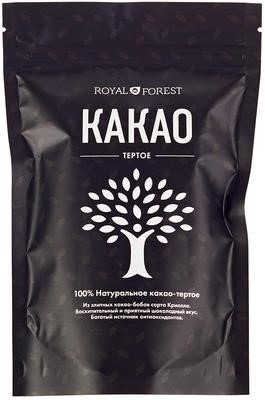 ROYAL FOREST
КАКАО
ТЕРТОЕ
100% Натуральное какао-тертое
Из элитных какао-бобов сорта Криолло.
Восхитительный и приятный шоколадный вкус.
Богатый источник антиоксидантов.